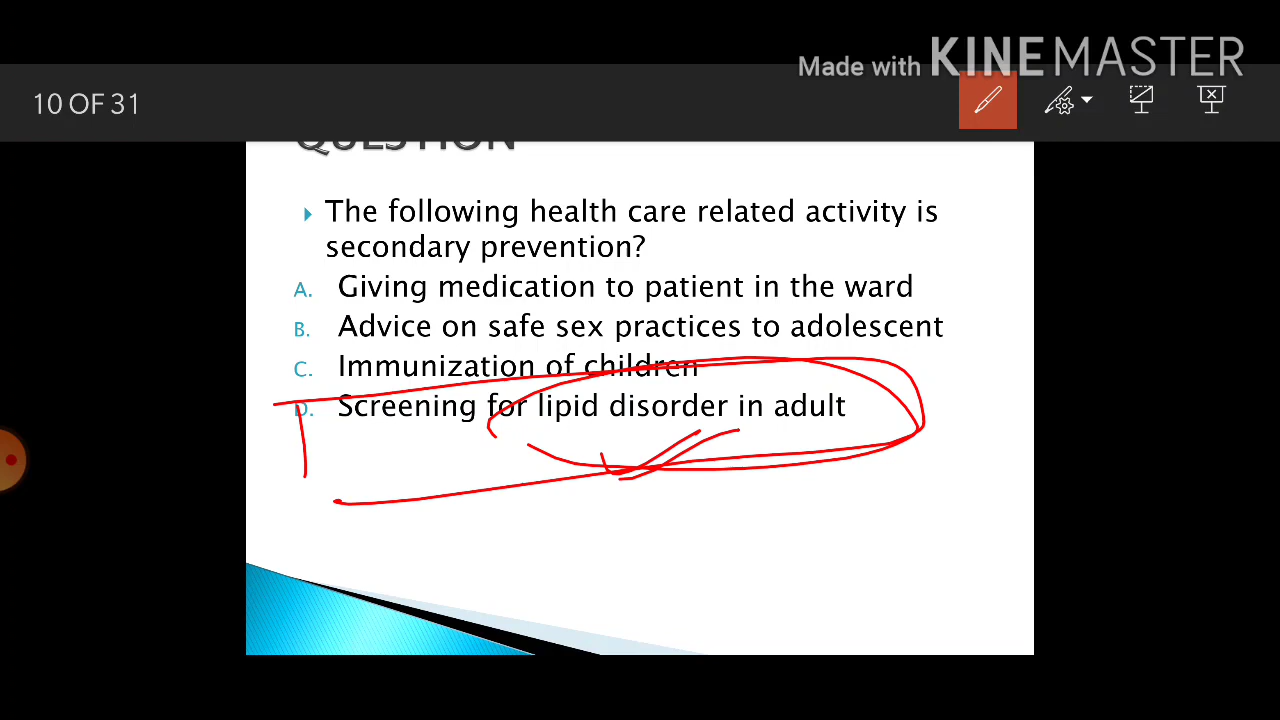 Made with KINEMASTER
10 OF 31
QUESTION
The following health care related activity is
secondary prevention?
A. Giving medication to patient in the ward
B. Advice on safe sex practices to adolescent
C. Immunization of children
D. Screening for lipid disorder in adult